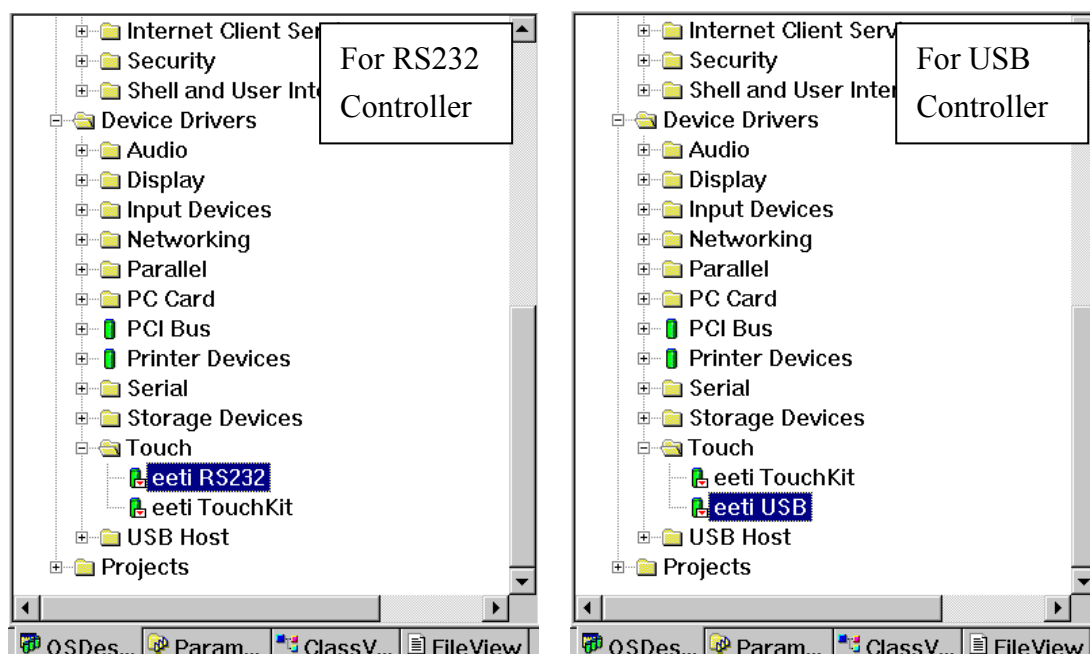 Internet Client Ser
Security
Shell and User Int
For RS232
Controller
Device Drivers
Audio
Display
Input Devices
Networking
Parallel
PC Card
PCI Bus
Printer Devices
Serial
Storage Devices
Touch
eeti RS232
eeti TouchKit
USB Host
Projects
OSDes... Param... ClassV... FileView
Internet Client Serv
Security
Shell and User Inter
For USB
Controller
Device Drivers
Audio
Display
Input Devices
Networking
Parallel
PC Card
PCI Bus
Printer Devices
Serial
Storage Devices
Touch
eeti TouchKit
eeti USB
USB Host
Projects
OSDes... Param... ClassV... FileView